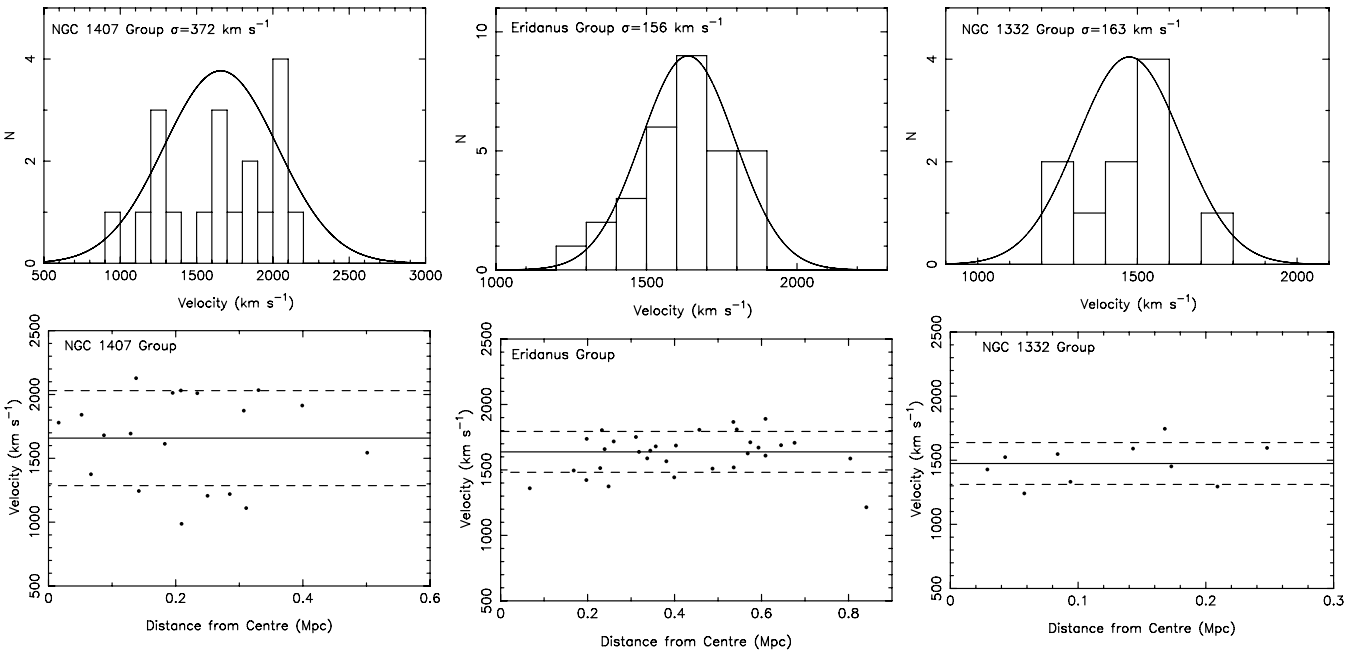 NGC 1407 Group σ=372 km s⁻¹
N
0
2
4
500
1000
1500
2000
2500
3000
Velocity (km s⁻¹)
Eridanus Group σ=156 km s⁻¹
N
0
5
10
1000
1500
2000
Velocity (km s⁻¹)
NGC 1332 Group σ=163 km s⁻¹
N
0
2
4
1000
1500
2000
Velocity (km s⁻¹)
NGC 1407 Group
Velocity (km s⁻¹)
500
1000
1500
2000
2500
0
0.2
0.4
0.6
Distance from Centre (Mpc)
Eridanus Group
Velocity (km s⁻¹)
500
1000
1500
2000
2500
0
0.2
0.4
0.6
0.8
Distance from Centre (Mpc)
NGC 1332 Group
Velocity (km s⁻¹)
500
1000
1500
2000
2500
0
0.1
0.2
0.3
Distance from Centre (Mpc)